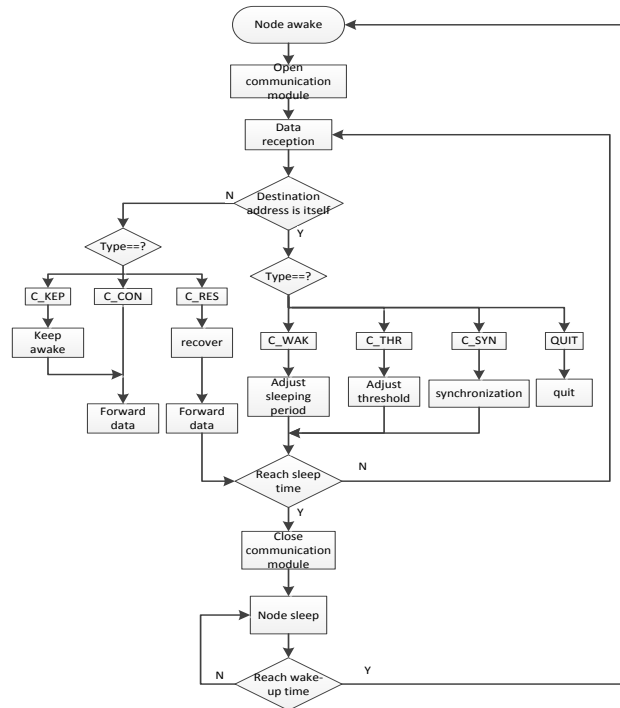 Node awake
Open
communication
module
Data
reception
N
Destination
address is itself
Y
Type==?
Type==?
C_KEP
C_CON
C_RES
C_WAK
C_THR
C_SYN
QUIT
Keep
awake
recover
Adjust
sleeping
period
Adjust
threshold
synchronization
quit
Forward
data
Forward
data
Reach sleep
time
N
Y
Close
communication
module
Node sleep
N
Reach wake-
up time
Y